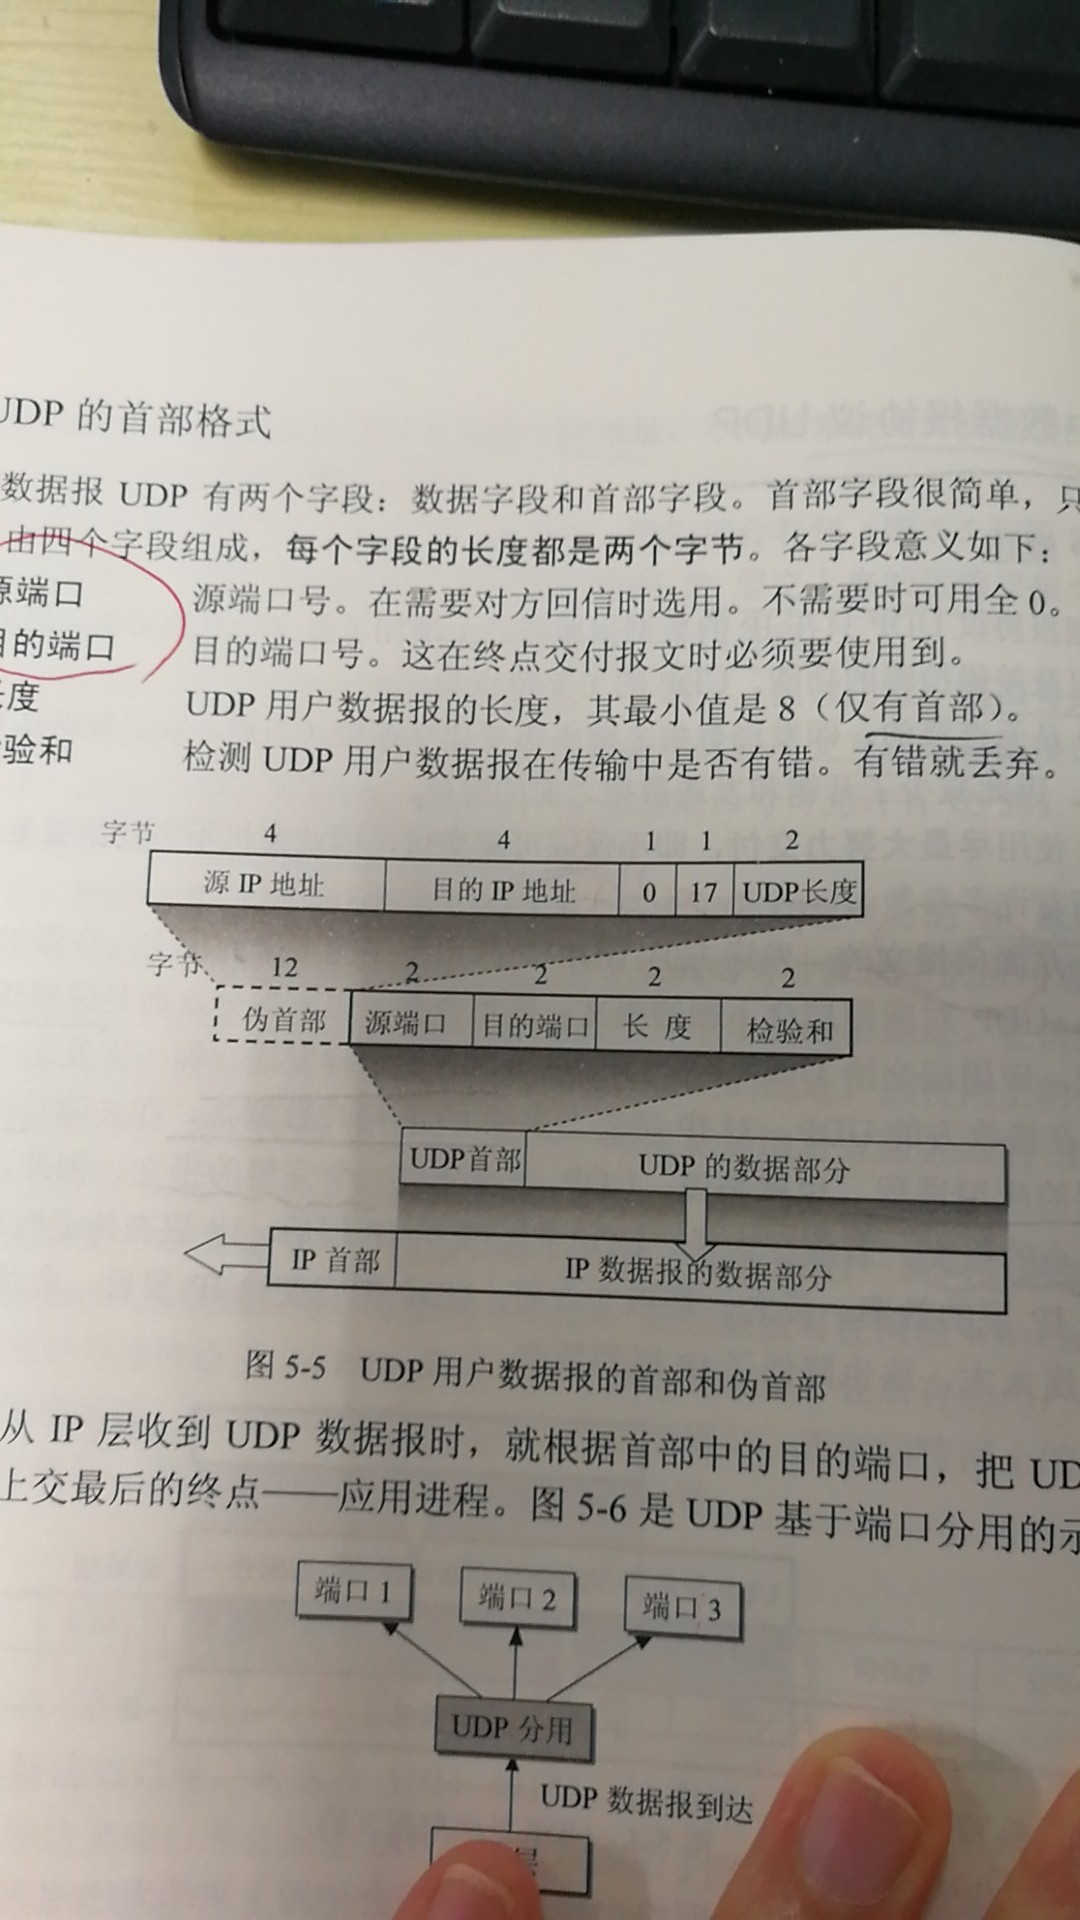 UDP 的首部格式
数据报 UDP 有两个字段：数据字段和首部字段。首部字段很简单，只
由四个字段组成，每个字段的长度都是两个字节。各字段意义如下：
源端口 源端口号。在需要对方回信时选用。不需要时可用全 0。
目的端口 目的端口号。这在终点交付报文时必须要使用到。
长度 UDP 用户数据报的长度，其最小值是 8（仅有首部）。
验和 检测 UDP 用户数据报在传输中是否有错。有错就丢弃。
字节 4 4 1 1 2
源 IP 地址 目的 IP 地址 0 17 UDP长度
字节 12 2 2 2 2
伪首部 源端口 目的端口 长 度 检验和
UDP首部 UDP 的数据部分
IP 首部 IP 数据报的数据部分
图 5-5 UDP 用户数据报的首部和伪首部
从 IP 层收到 UDP 数据报时，就根据首部中的目的端口，把 UD
上交最后的终点——应用进程。图 5-6 是 UDP 基于端口分用的示
端口 1 端口 2 端口 3
UDP 分用
UDP 数据报到达
层